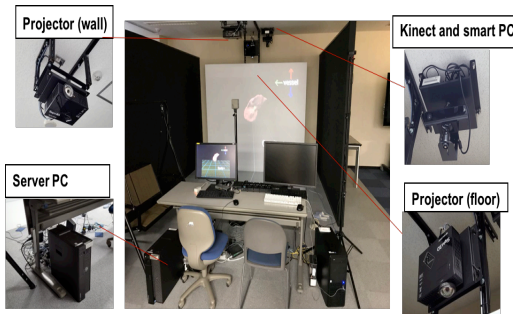 Projector (wall)
Kinect and smart PC
Server PC
Projector (floor)